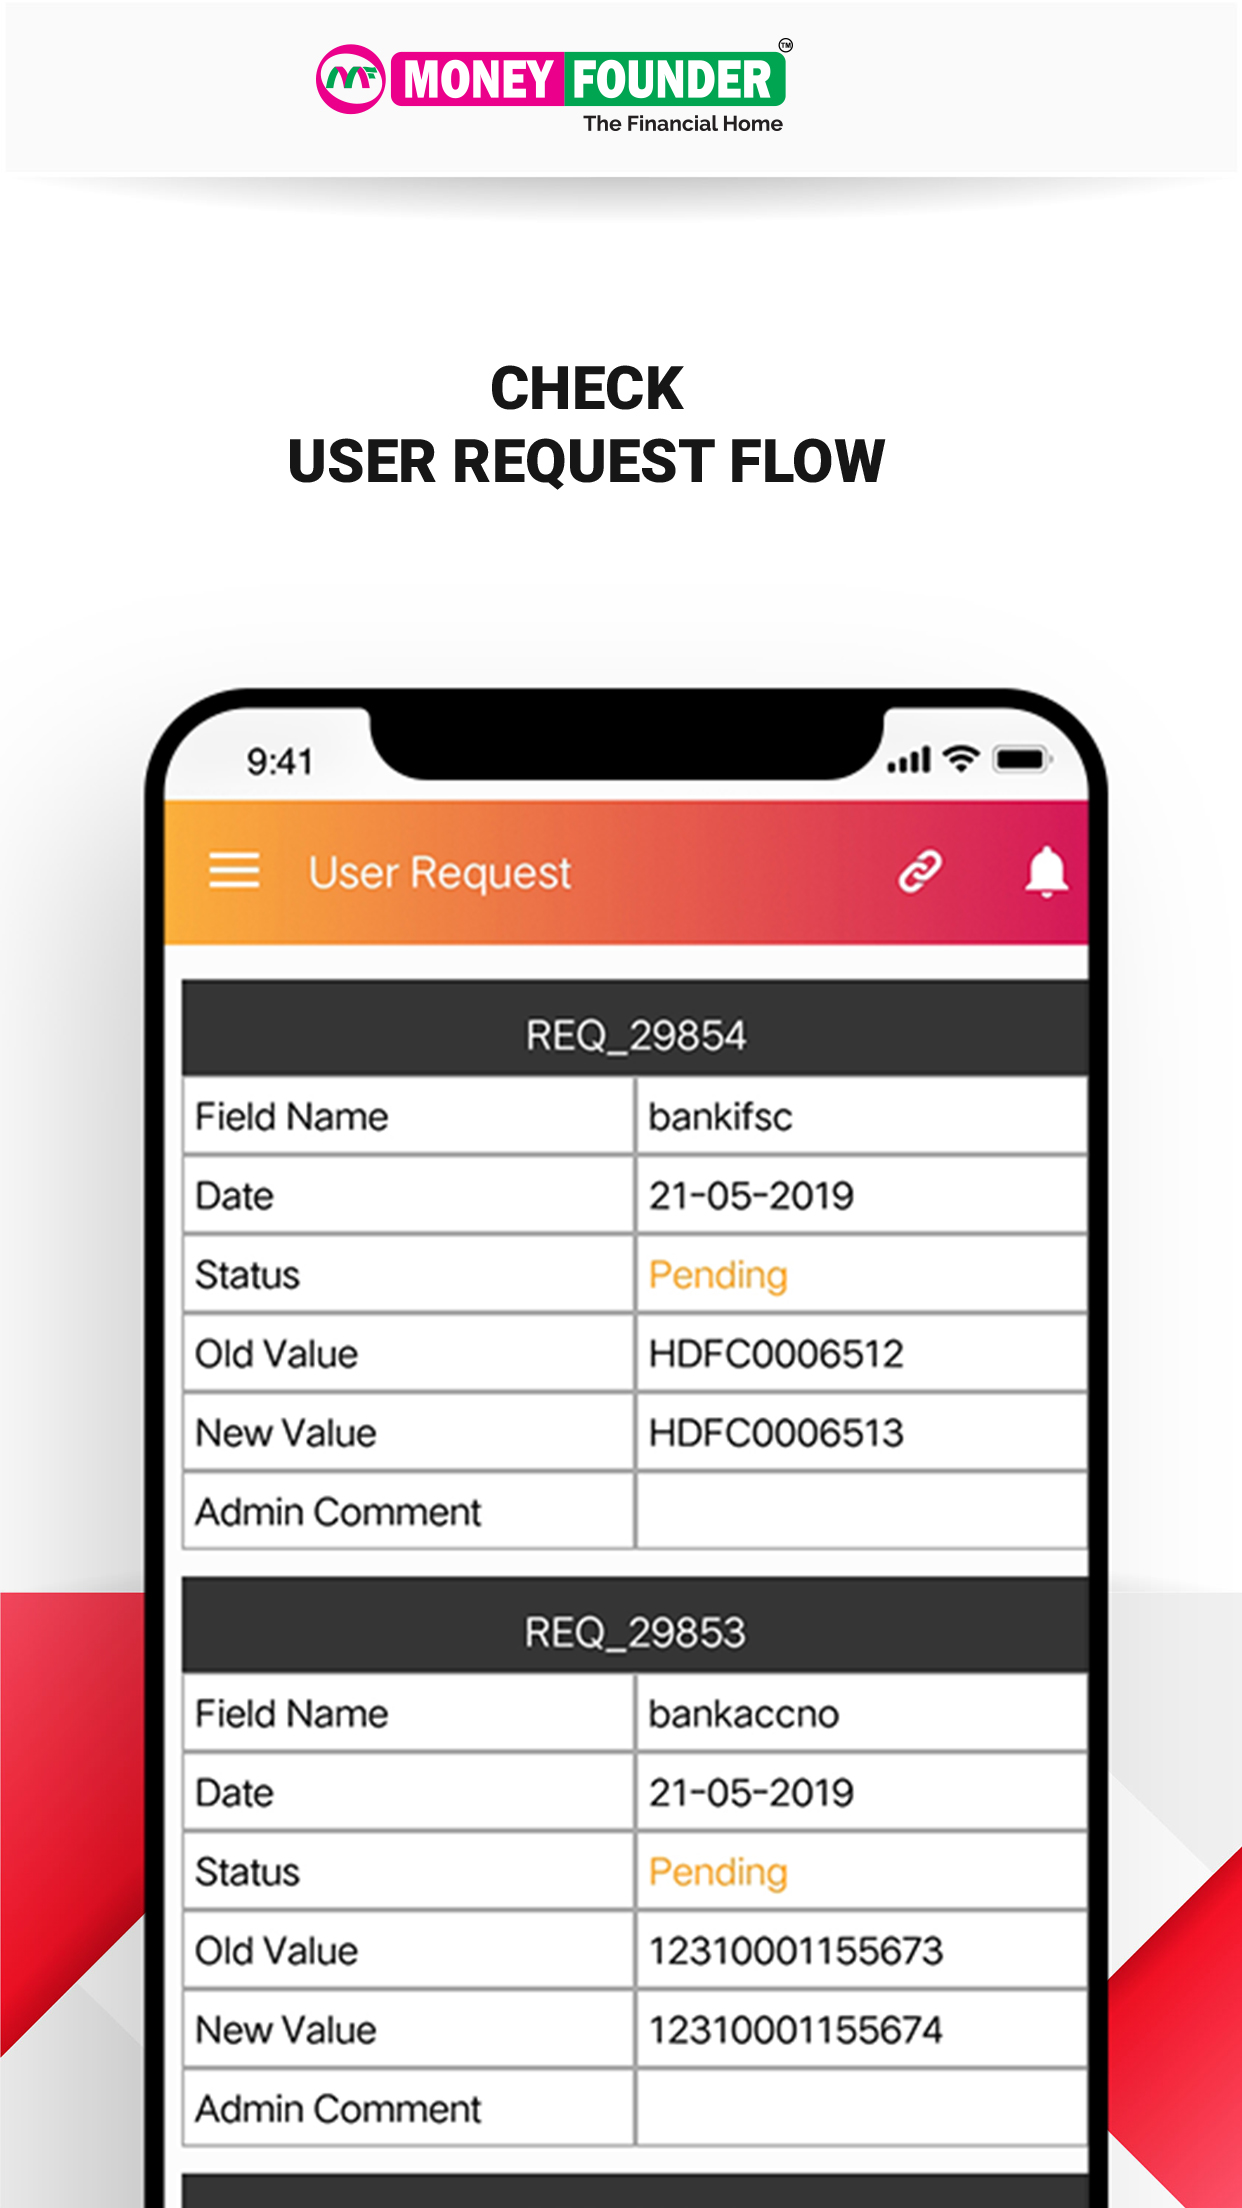 MF MONEY FOUNDER TM
The Financial Home
CHECK
USER REQUEST FLOW
9:41
User Request
REQ_29854
Field Name bankifsc
Date 21-05-2019
Status Pending
Old Value HDFC0006512
New Value HDFC0006513
Admin Comment
REQ_29853
Field Name bankaccno
Date 21-05-2019
Status Pending
Old Value 12310001155673
New Value 12310001155674
Admin Comment